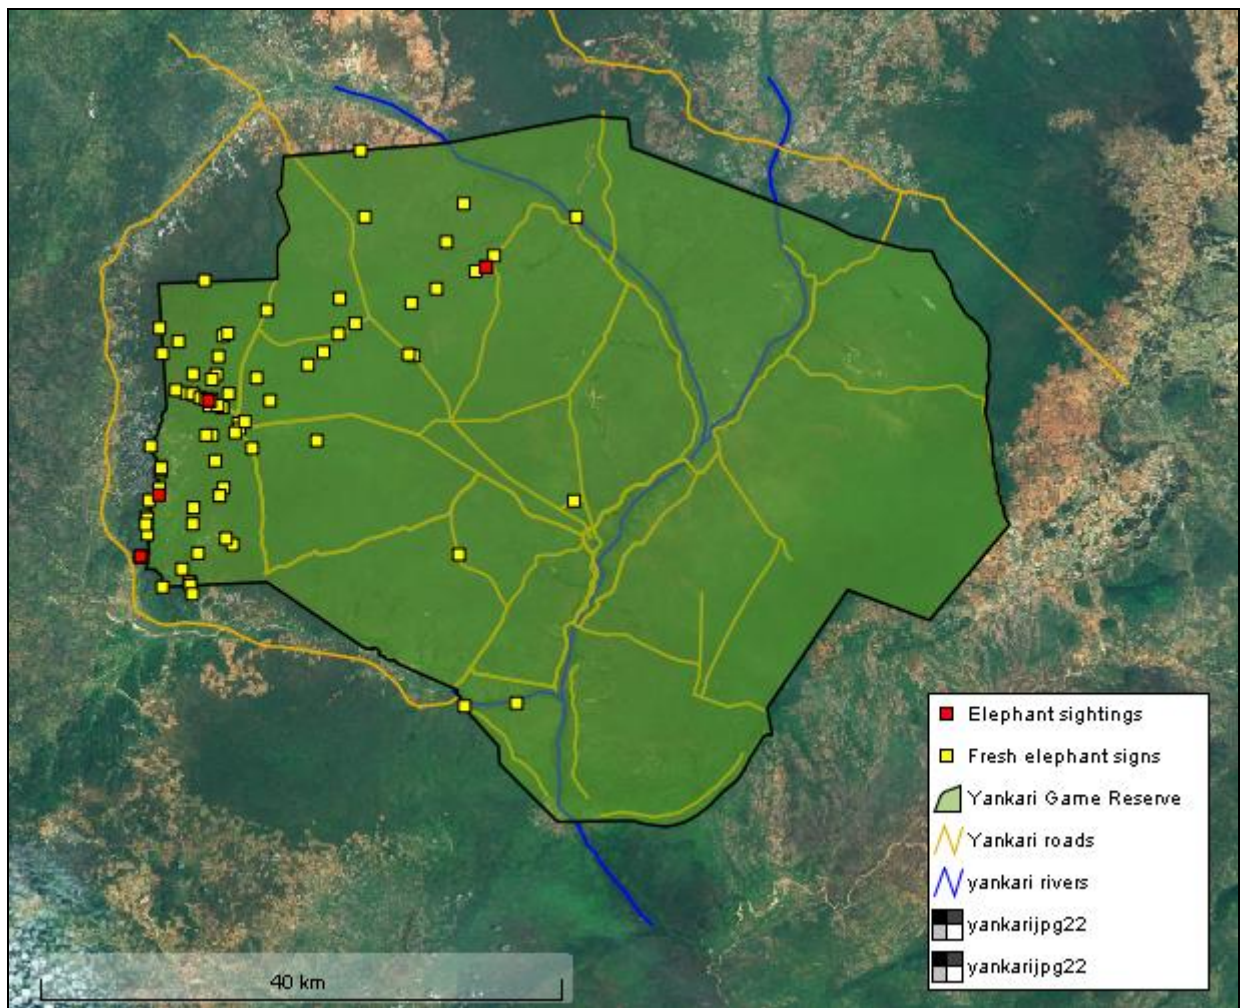 Elephant sightings
Fresh elephant signs
Yankari Game Reserve
Yankari roads
yankari rivers
yankarijpg22
yankarijpg22
40 km